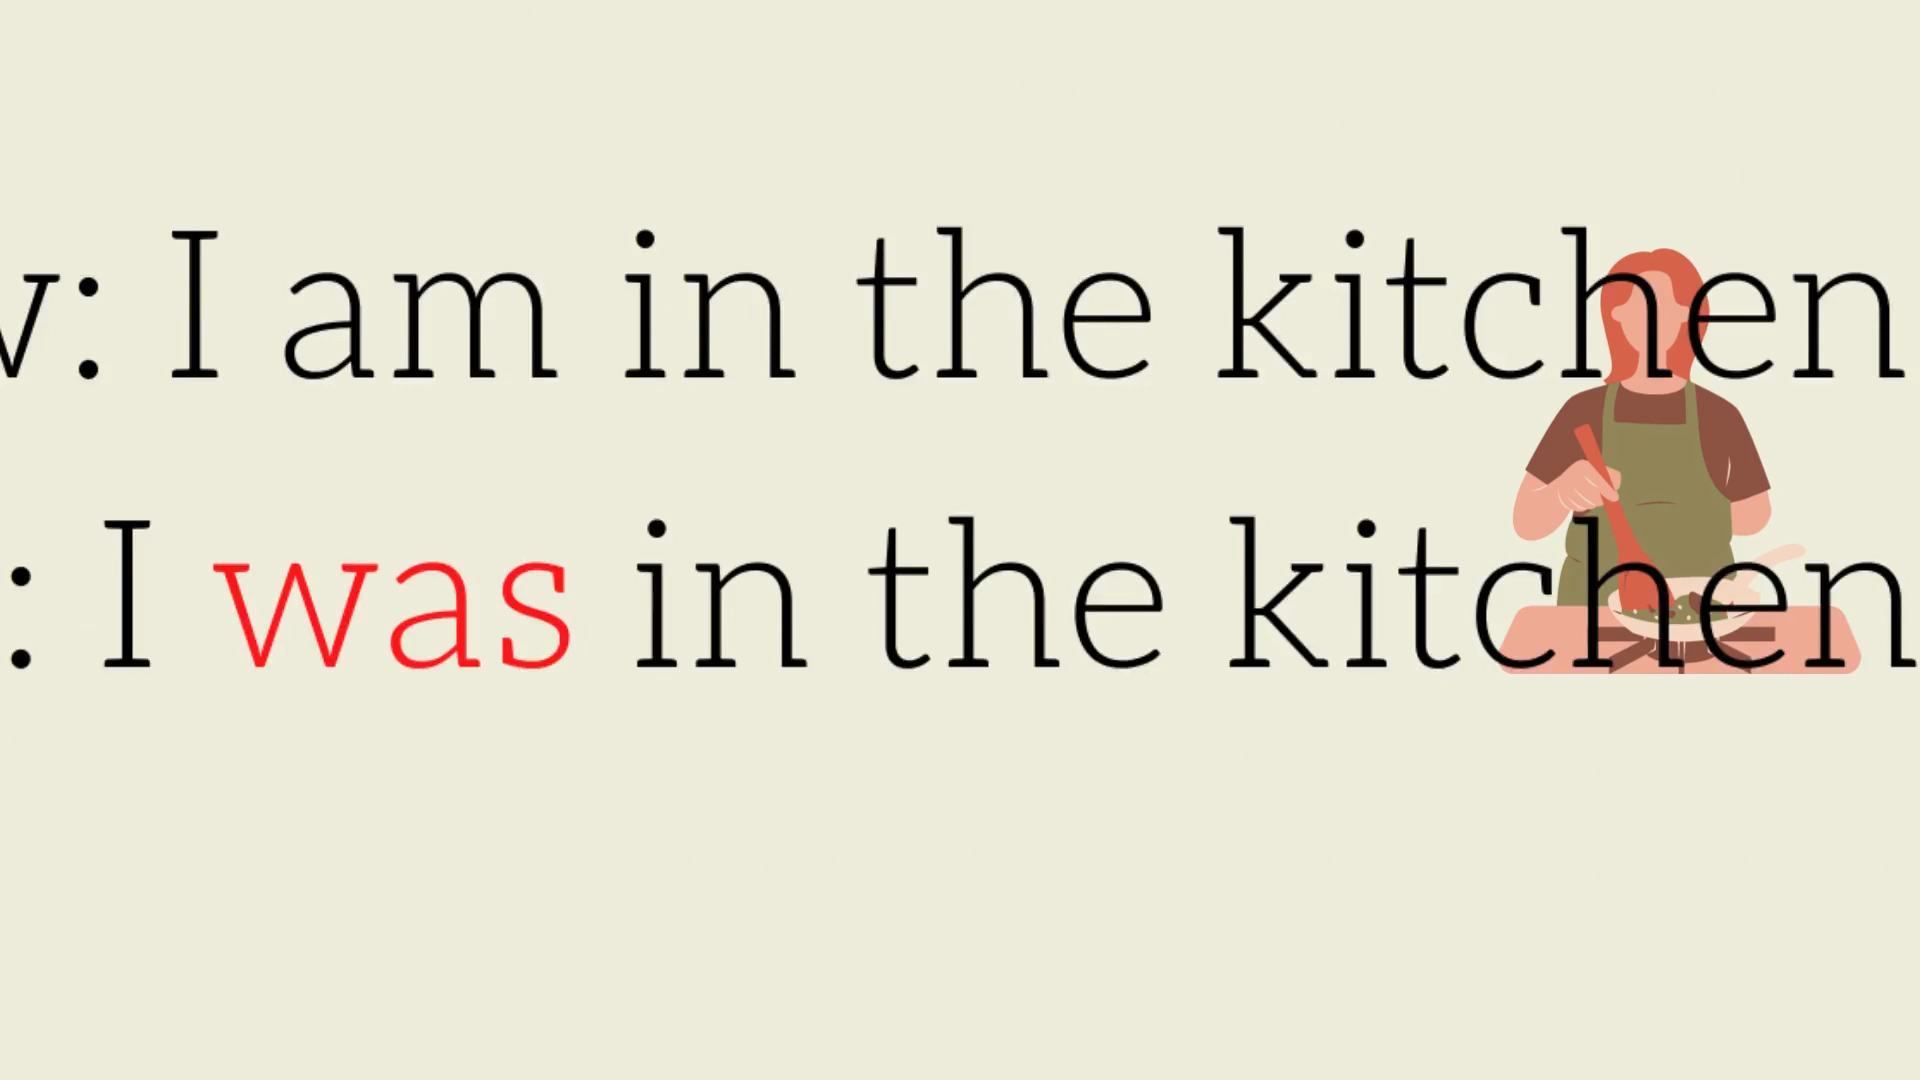 w: I am in the kitchen
: I was in the kitchen